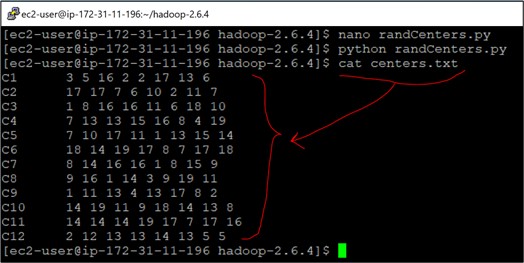 ec2-user@ip-172-31-11-196:~/hadoop-2.6.4
[ec2-user@ip-172-31-11-196 hadoop-2.6.4]$ nano randCenters.py
[ec2-user@ip-172-31-11-196 hadoop-2.6.4]$ python randCenters.py
[ec2-user@ip-172-31-11-196 hadoop-2.6.4]$ cat centers.txt
C1 3 5 16 2 2 17 13 6
C2 17 17 7 6 10 2 11 7
C3 1 8 16 16 11 6 18 10
C4 7 13 13 15 16 8 4 19
C5 7 10 17 11 1 13 15 14
C6 18 14 19 17 8 7 17 18
C7 8 14 16 16 1 8 15 9
C8 9 16 1 14 3 9 19 11
C9 1 11 13 4 13 17 8 2
C10 14 19 11 9 18 14 13 8
C11 14 14 14 19 17 7 17 16
C12 2 12 13 13 14 13 5 5
[ec2-user@ip-172-31-11-196 hadoop-2.6.4]$